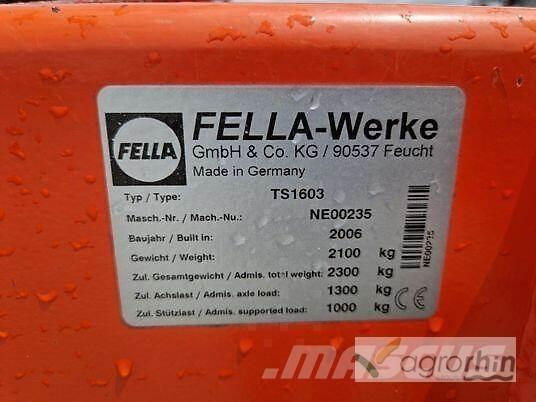 FELLA
FELLA-Werke
GmbH & Co. KG / 90537 Feucht
Made in Germany
Typ / Type: TS1603
Masch.-Nr. / Mach.-Nu.: NE00235
Baujahr / Built in: 2006
Gewicht / Weight: 2100 kg
Zul. Gesamtgewicht / Admis. total weight: 2300 kg
Zul. Achslast / Admis. axle load: 1300 kg
Zul. Stützlast / Admis. supported load: 1000 kg
NE00235
CE
MASCUS
agrorhin